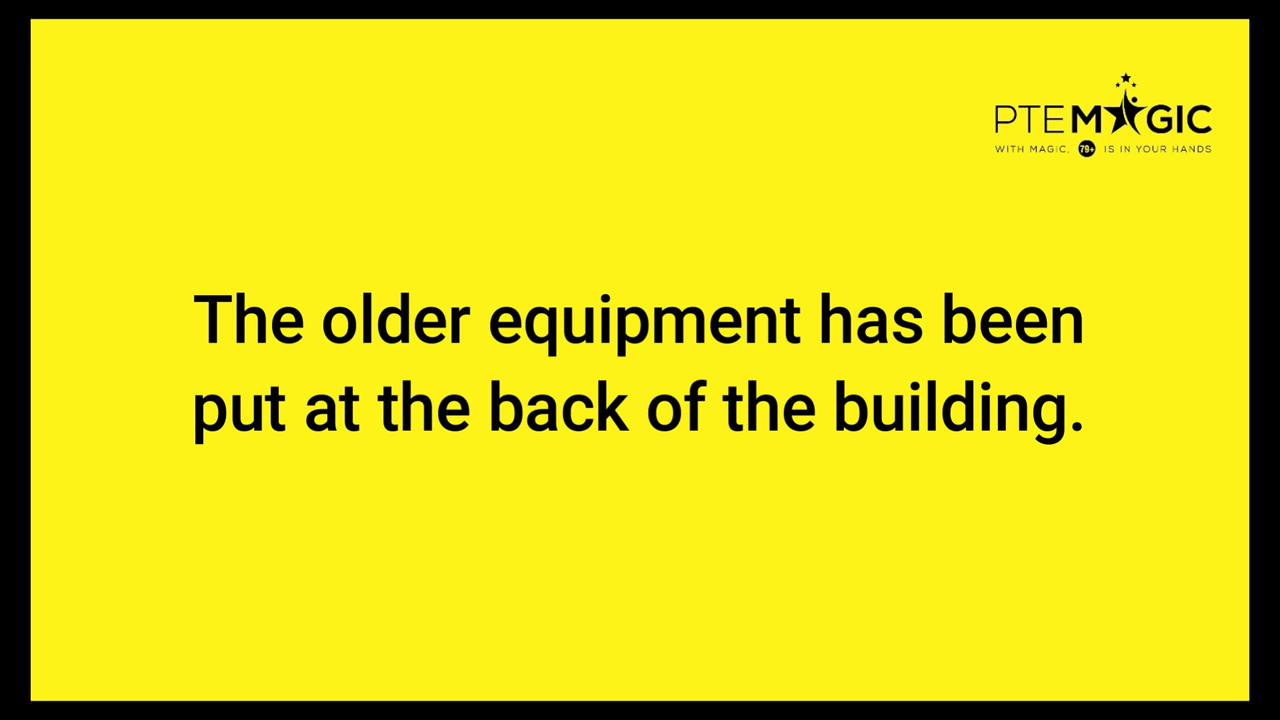 PTEMAGIC
WITH MAGIC, 79+ IS IN YOUR HANDS
The older equipment has been
put at the back of the building.